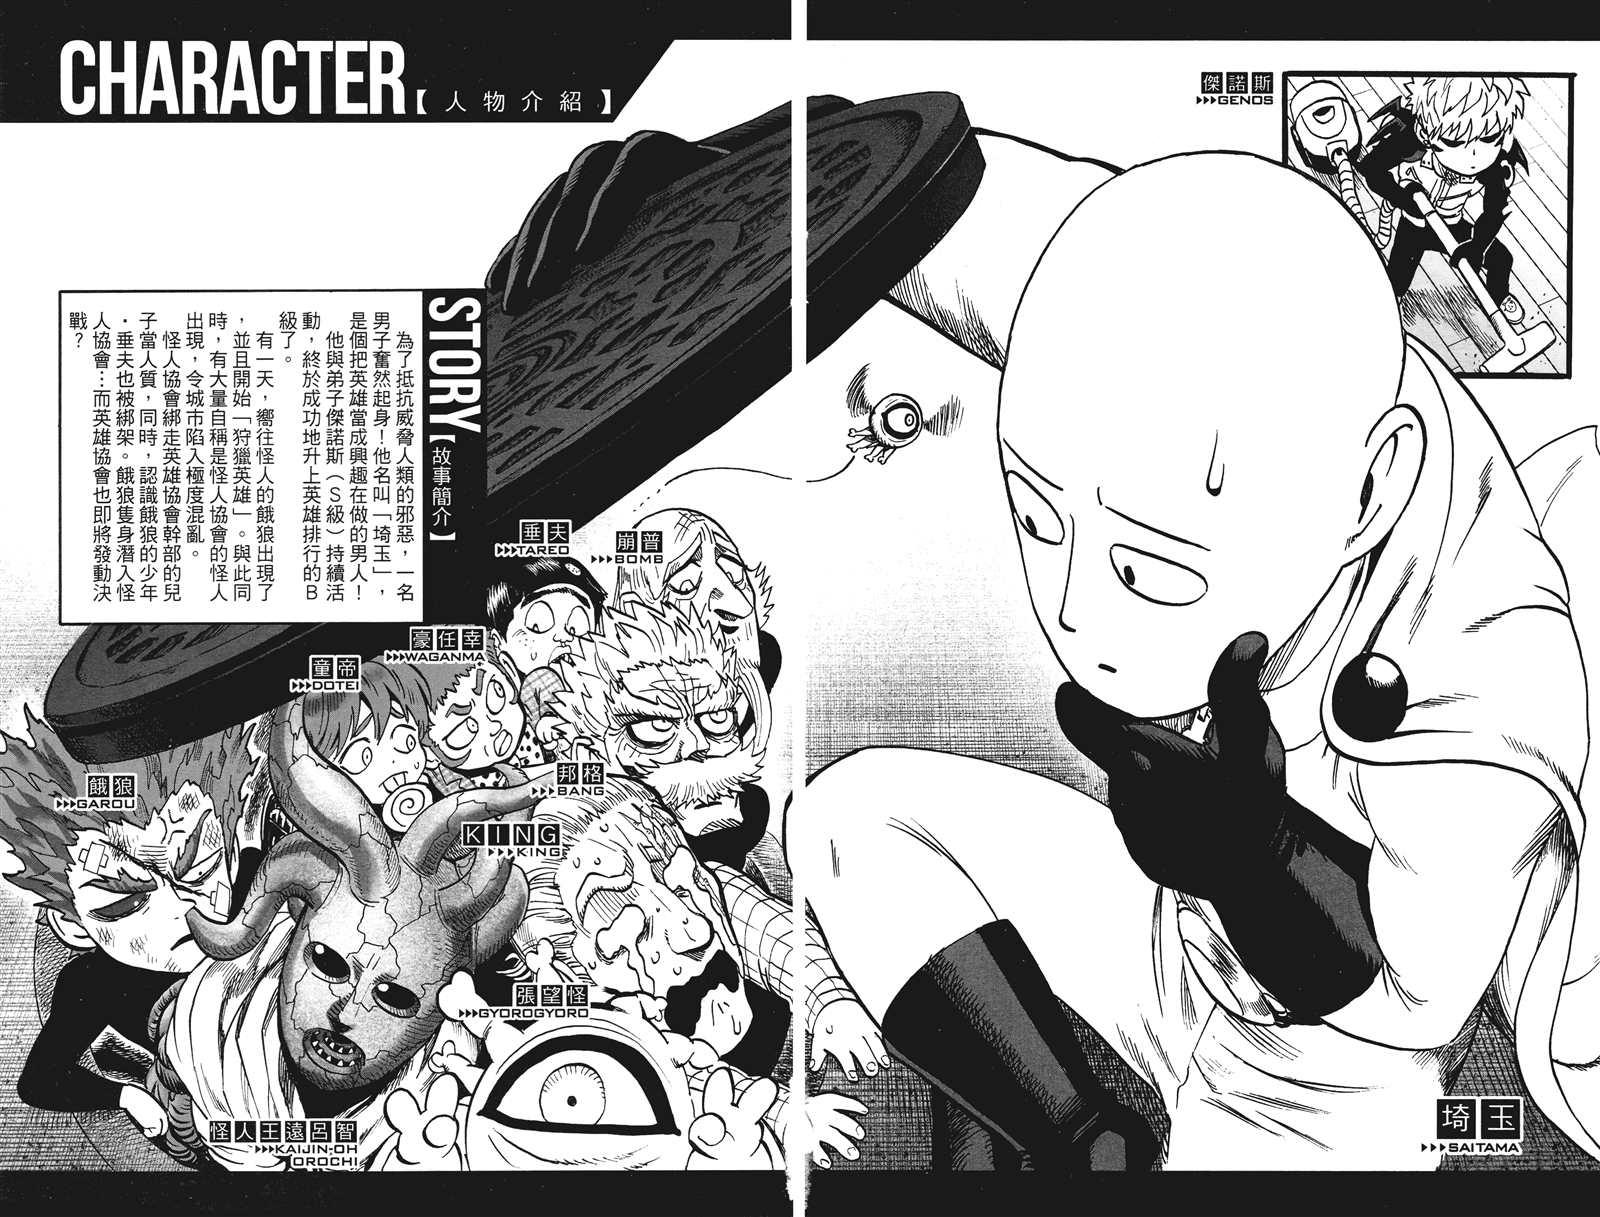 CHARACTER【人物介紹】
傑諾斯
GENOS
STORY【故事簡介】
為了抵抗威脅人類的邪惡，一名
男子奮然起身！他名叫「埼玉」，
是個把英雄當成興趣在做的男人！
他與弟子傑諾斯（S級）持續活
動，終於成功地升上英雄排行的B
級了。
有一天，嚮往怪人的餓狼出現了
，並且開始「狩獵英雄」。與此同
時，有大量自稱是怪人協會的怪人
出現，令城市陷入極度混亂。
怪人協會綁走英雄協會幹部的兒
子當人質，同時，認識餓狼的少年
・垂夫也被綁架。餓狼隻身潛入怪
人協會…而英雄協會也即將發動決
戰？
垂夫
TAREO
崩普
BOMB
豪任幸
WAGANMA
童帝
DOTEI
邦格
BANG
餓狼
GAROU
KING
KING
張望怪
GYOROGYORO
怪人王遠呂智
KAIJIN-OH
OROCHI
埼玉
SAITAMA